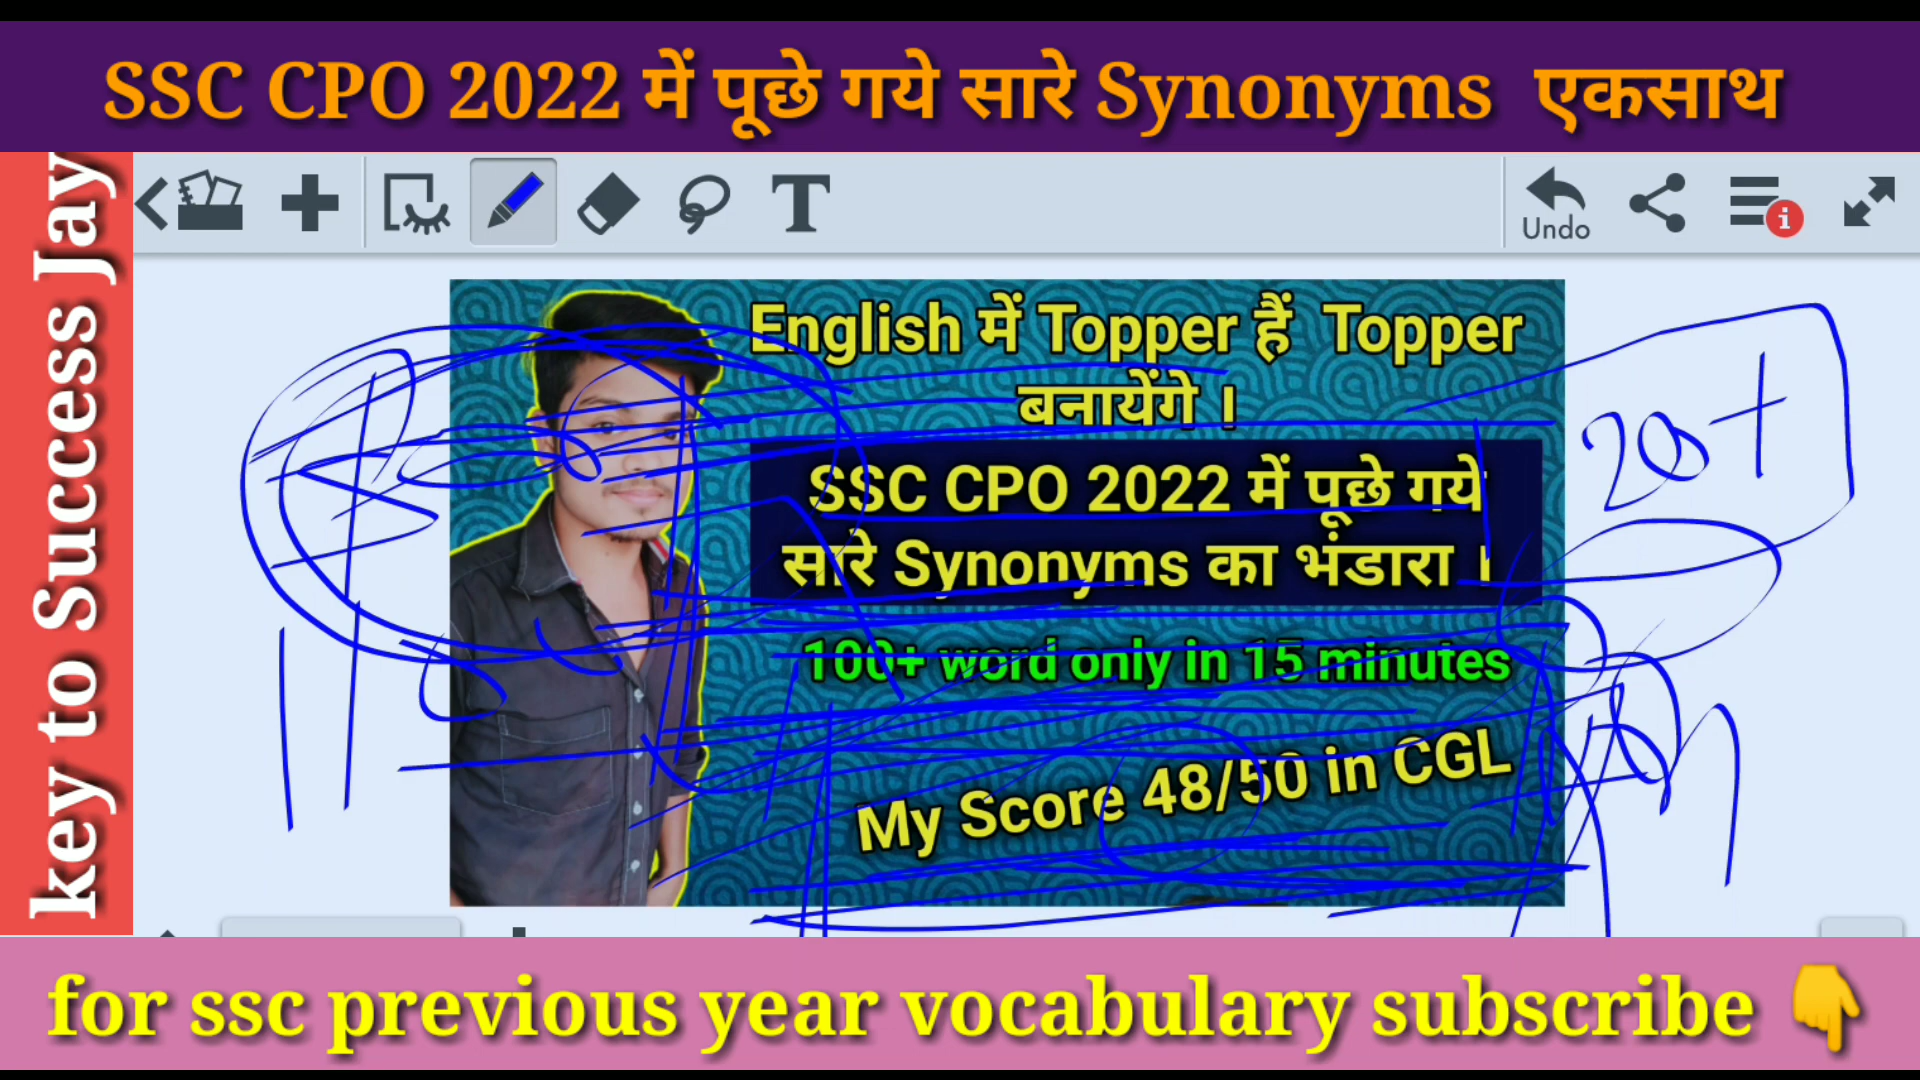 SSC CPO 2022 में पूछे गये सारे Synonyms एकसाथ
key to Success Jay
T
Undo
i
English में Topper हैं Topper
बनायेंगे ।
SSC CPO 2022 में पूछे गये
सारे Synonyms का भंडारा ।
100+ word only in 15 minutes
My Score 48/50 in CGL
20+
for ssc previous year vocabulary subscribe 👇